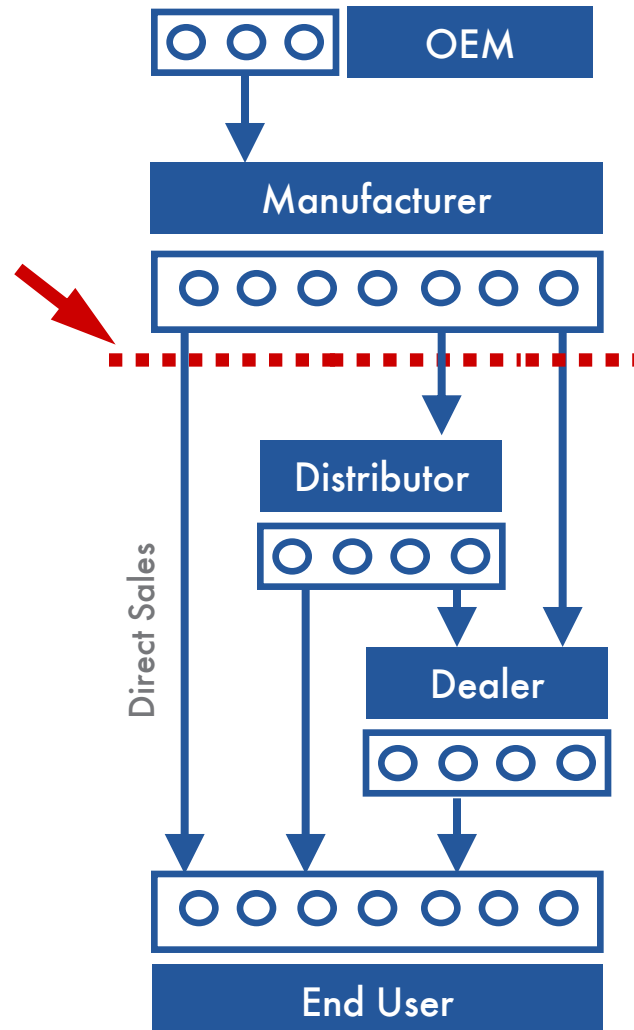 OEM
Manufacturer
Distributor
Direct Sales
Dealer
End User